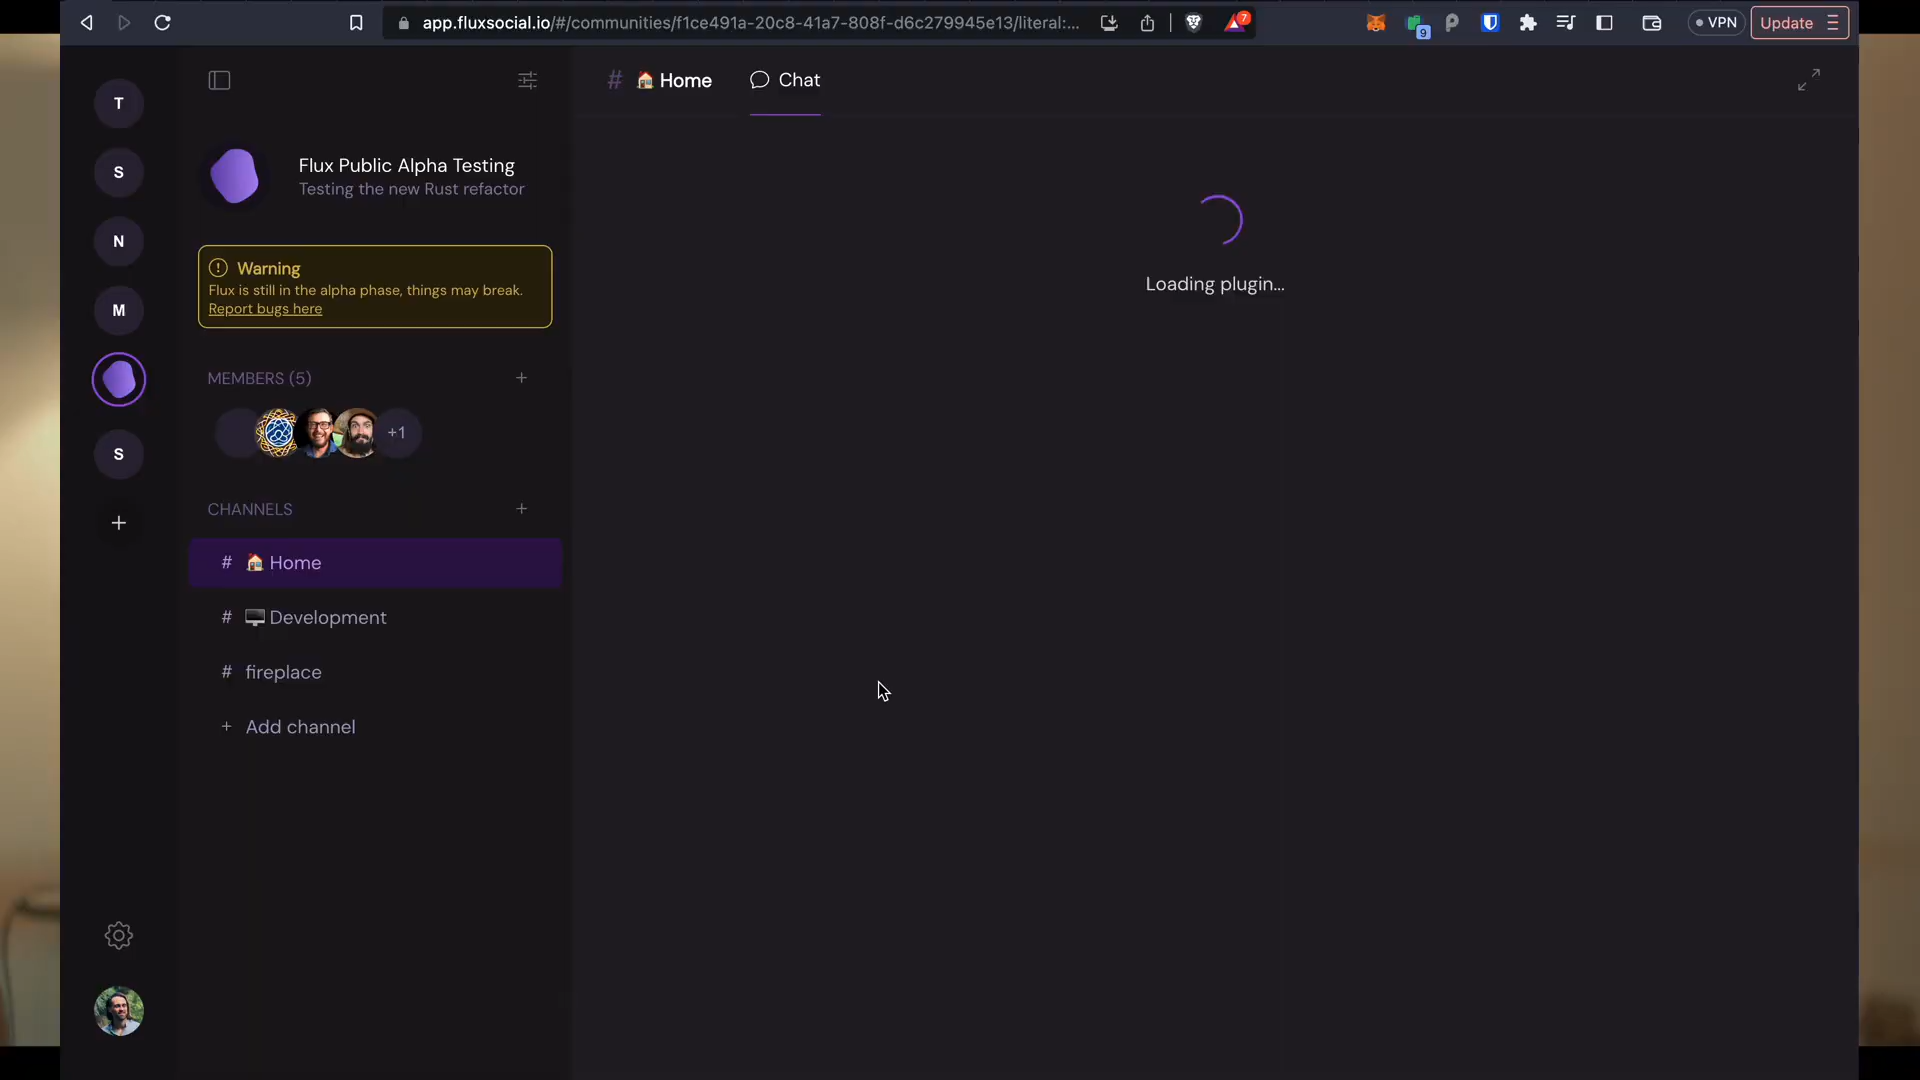 app.fluxsocial.io/#/communities/f1ce491a-20c8-41a7-808f-d6c279945e13/literal:...
7
9
VPN
Update
T
S
N
M
S
+
Flux Public Alpha Testing
Testing the new Rust refactor
Warning
Flux is still in the alpha phase, things may break.
Report bugs here
MEMBERS (5) +
+1
CHANNELS +
# 🏠 Home
# 🖥️ Development
# fireplace
+ Add channel
# 🏠 Home
Chat
Loading plugin...